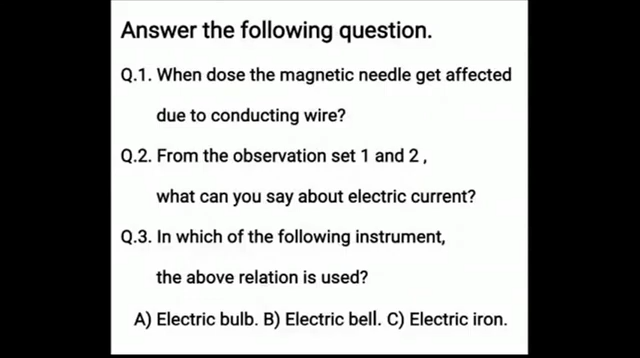 Answer the following question.
Q.1. When dose the magnetic needle get affected
due to conducting wire?
Q.2. From the observation set 1 and 2 ,
what can you say about electric current?
Q.3. In which of the following instrument,
the above relation is used?
A) Electric bulb. B) Electric bell. C) Electric iron.